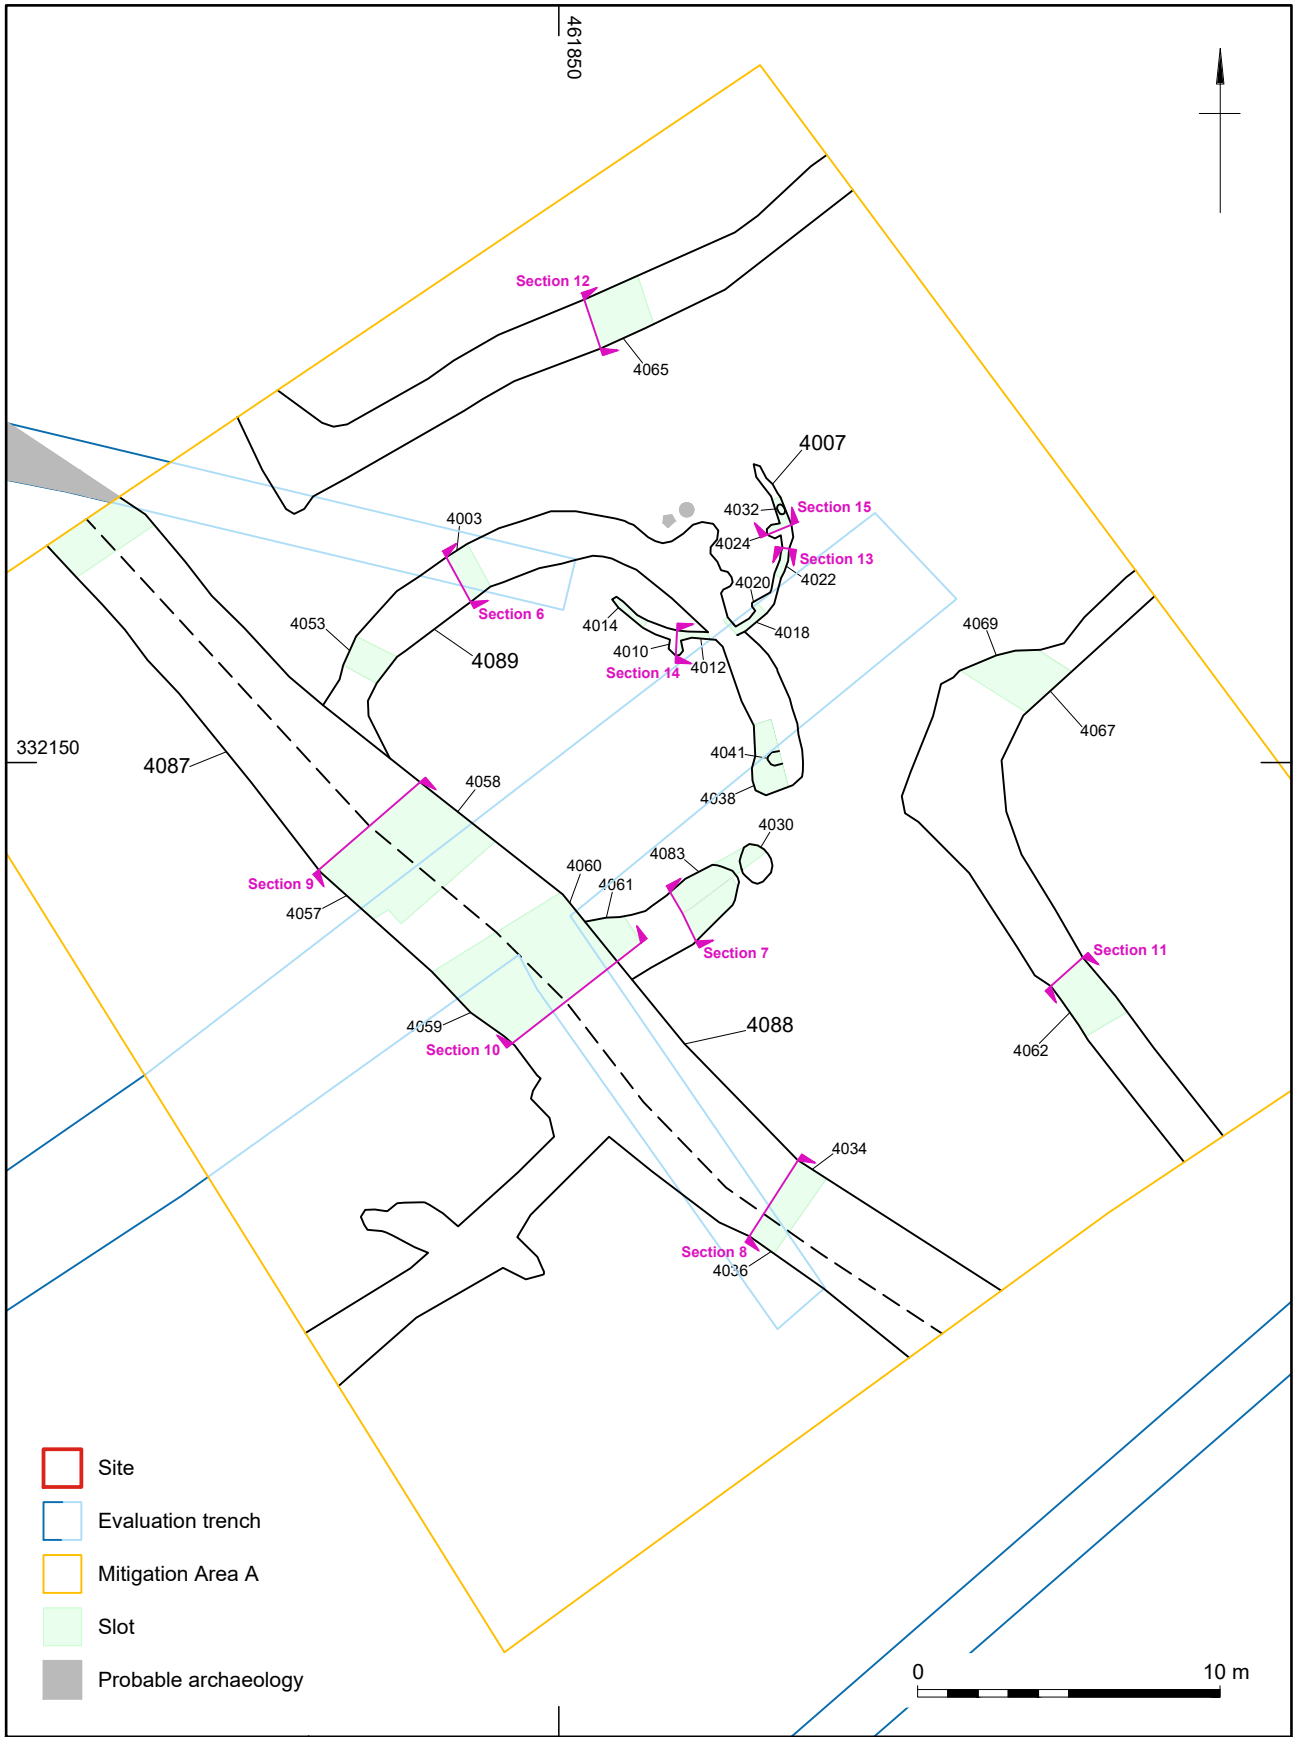 461850
Section 12
4065
4007
4003
4032
Section 15
4024
Section 13
4022
4020
4053
Section 6
4014
4018
4010
4012
4069
4089
Section 14
4067
332150
4087
4041
4058
4038
4030
4083
4060
4061
Section 9
4057
Section 7
Section 11
4059
4088
Section 10
4062
4034
Section 8
4036
Site
Evaluation trench
Mitigation Area A
Slot
Probable archaeology
0 10 m